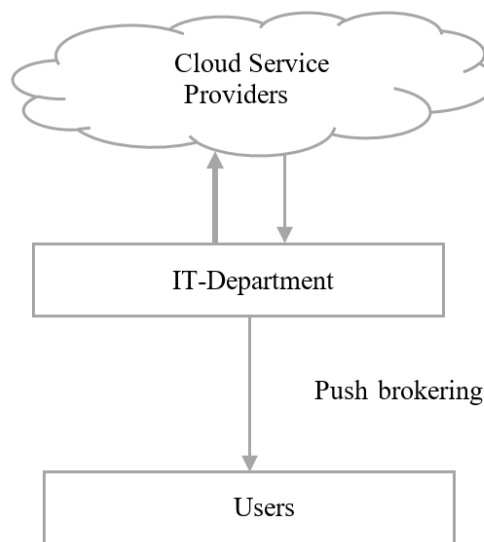 Cloud Service
Providers
IT-Department
Push brokering
Users